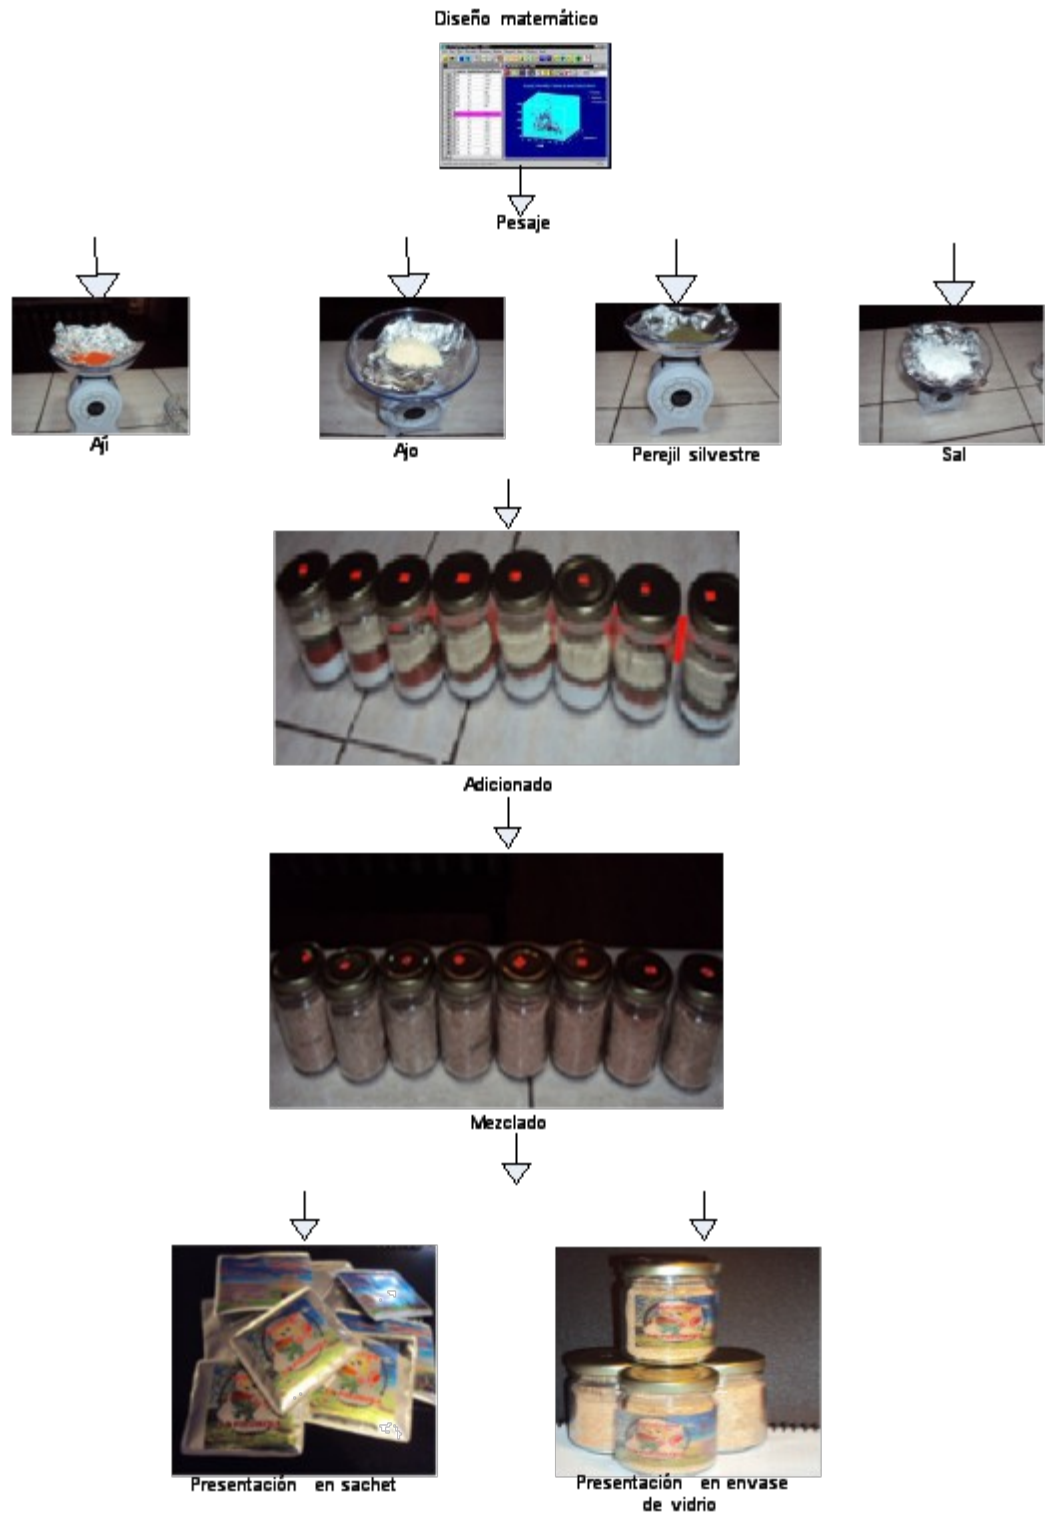 Diseño matemático
Pesaje
Ají
Ajo
Perejil silvestre
Sal
Adicionado
Mezclado
Presentación en sachet
Presentación en envase
de vidrio